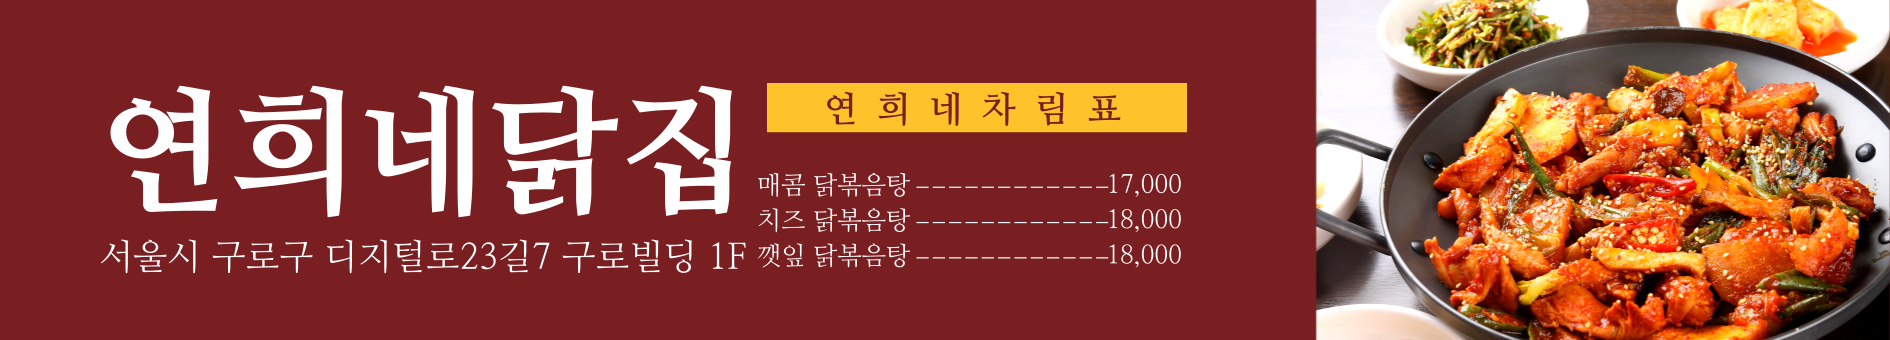 연희네닭집
서울시 구로구 디지털로23길7 구로빌딩 1F
연희네차림표
매콤 닭볶음탕 ------------17,000
치즈 닭볶음탕 ------------18,000
깻잎 닭볶음탕 ------------18,000